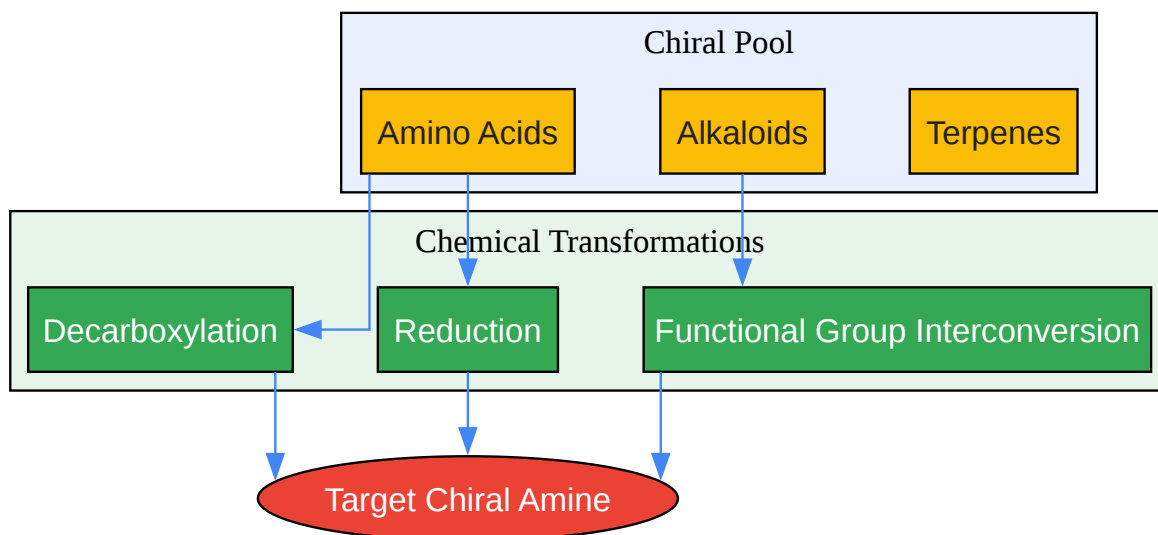 Chiral Pool
Amino Acids
Alkaloids
Terpenes
Chemical Transformations
Decarboxylation
Reduction
Functional Group Interconversion
Target Chiral Amine